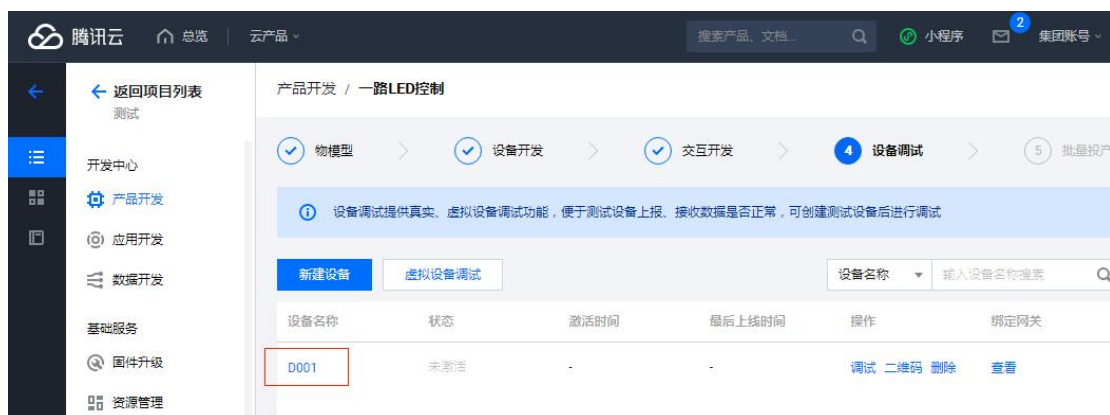 腾讯云 总览 云产品 搜索产品、文档... 小程序 2 集团账号
返回项目列表
测试
产品开发 / 一路LED控制
物模型 设备开发 交互开发 4 设备调试 5 批量投产
设备调试提供真实、虚拟设备调试功能，便于测试设备上报、接收数据是否正常，可创建测试设备后进行调试
开发中心
产品开发
应用开发
数据开发
基础服务
固件升级
资源管理
新建设备 虚拟设备调试 设备名称 输入设备名称搜索
设备名称 状态 激活时间 最后上线时间 操作 绑定网关
D001 未激活 - - 调试 二维码 删除 查看